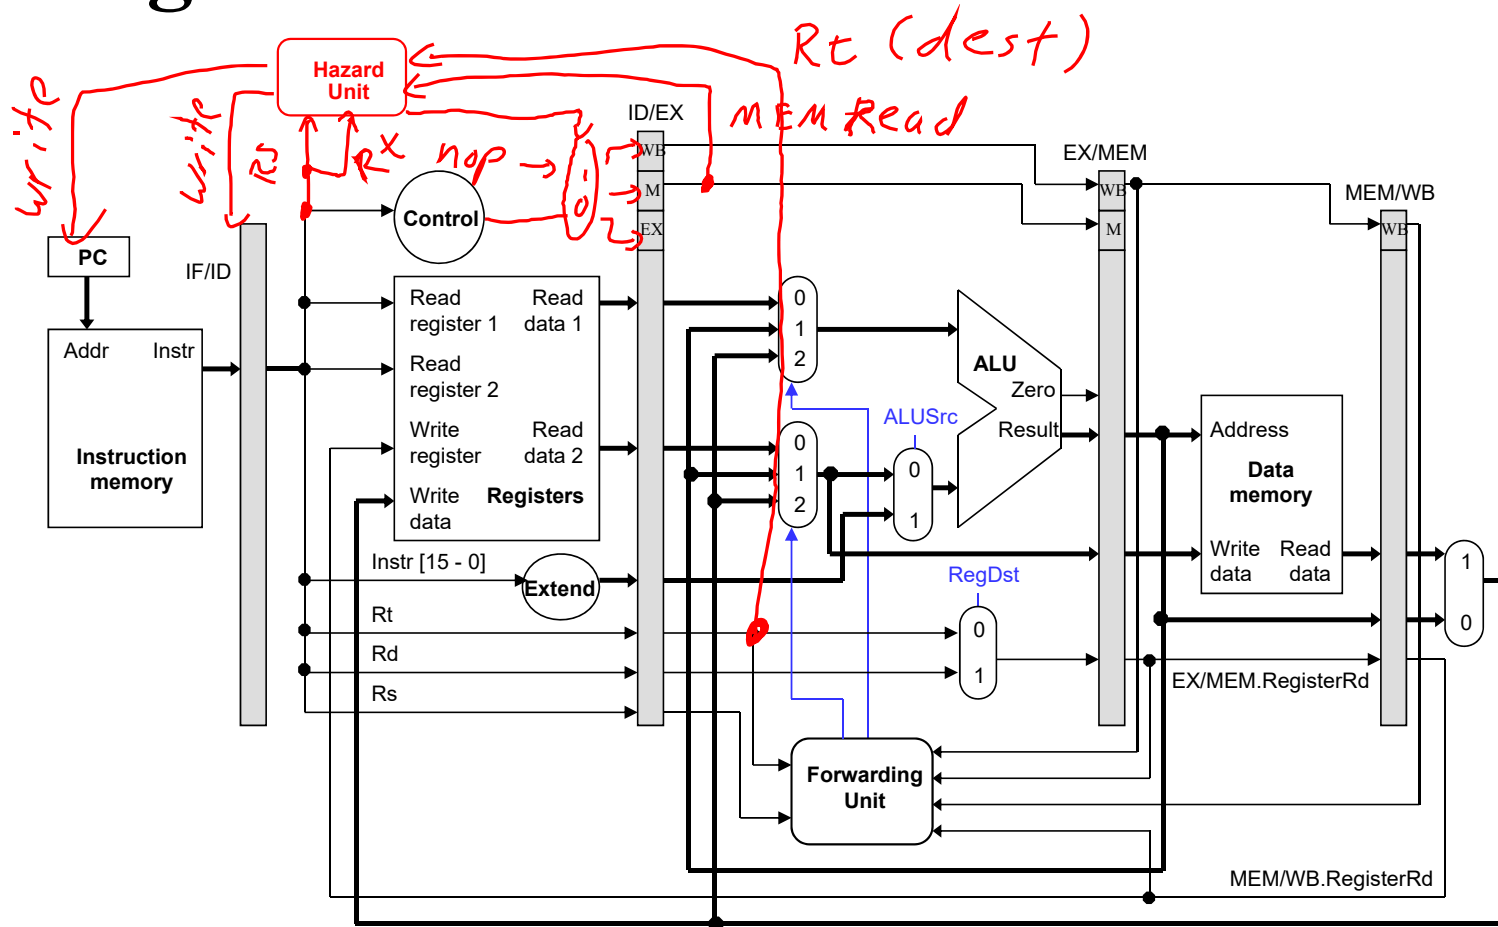 g
Rt (dest)
Hazard
Unit
write
write
Rs
nop
0
MEMRead
ID/EX
WB
M
EX
EX/MEM
WB
M
MEM/WB
WB
Control
PC
IF/ID
Addr Instr
Instruction
memory
Read
register 1
Read
data 1
Read
register 2
Write
register
Read
data 2
Write
data
Registers
0
1
2
0
1
2
ALUSrc
0
1
ALU
Zero
Result
Address
Data
memory
Write
data
Read
data
1
0
Instr [15 - 0]
Extend
Rt
Rd
Rs
RegDst
0
1
EX/MEM.RegisterRd
Forwarding
Unit
MEM/WB.RegisterRd